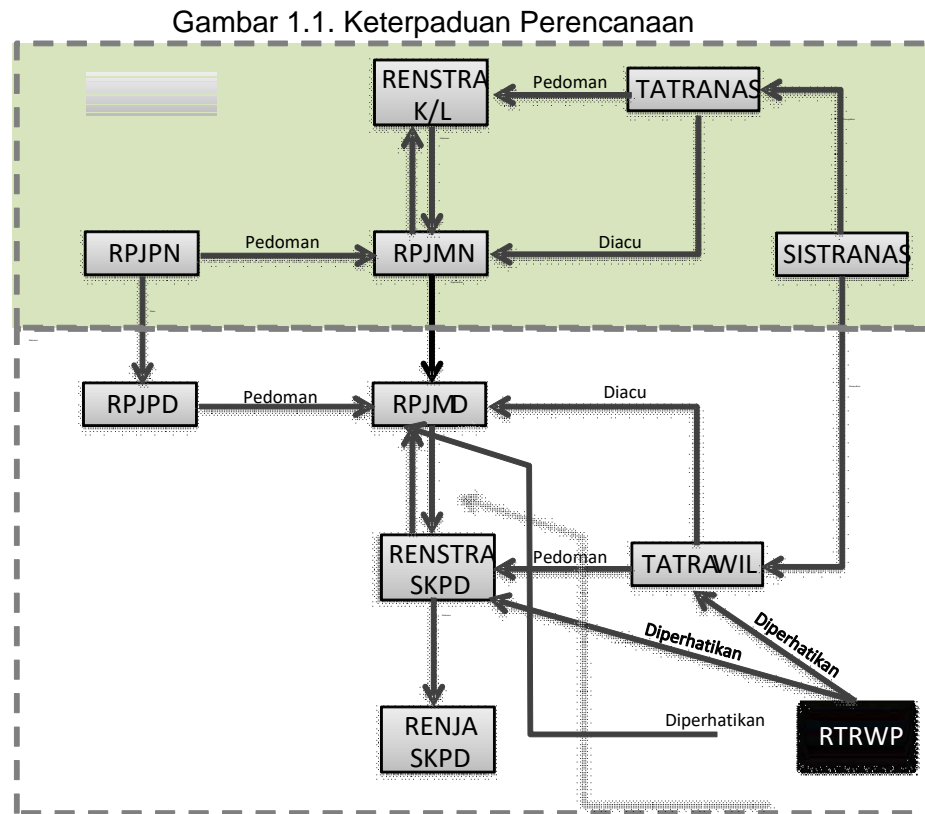 Gambar 1.1. Keterpaduan Perencanaan
RENSTRA
K/L
Pedoman
TATRANAS
RPJPN
Pedoman
RPJMN
Diacu
SISTRANAS
RPJPD
Pedoman
RPJMD
Diacu
RENSTRA
SKPD
Pedoman
TATRAWIL
Diperhatikan
Diperhatikan
RENJA
SKPD
Diperhatikan
RTRWP